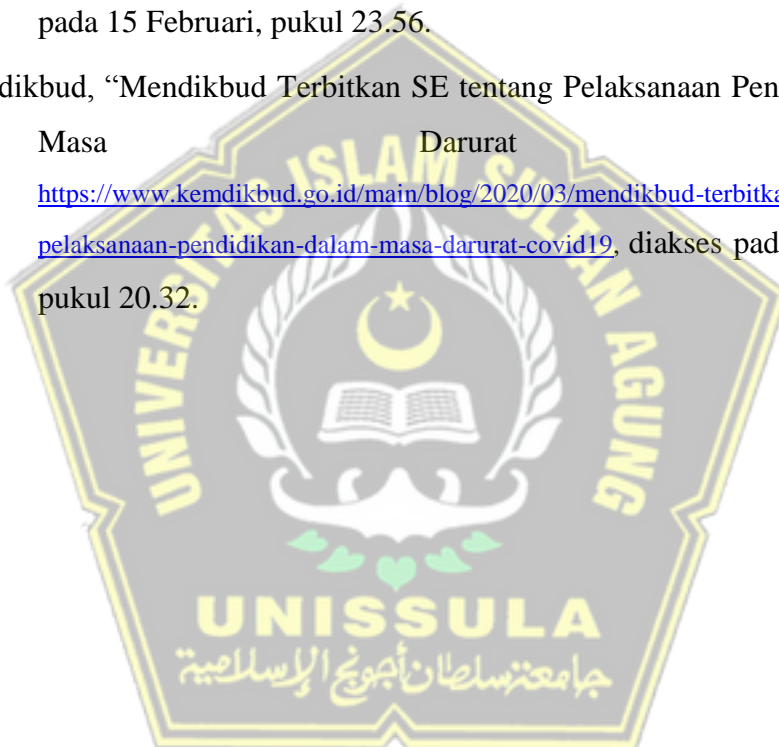 pada 15 Februari, pukul 23.56.
dikbud, “Mendikbud Terbitkan SE tentang Pelaksanaan Pen
Masa Darurat
https://www.kemdikbud.go.id/main/blog/2020/03/mendikbud-terbitka
pelaksanaan-pendidikan-dalam-masa-darurat-covid19, diakses pad
pukul 20.32.
UNIVERSITAS ISLAM SULTAN AGUNG
UNISSULA
جامعتنسلطان أجونج الإسلامية